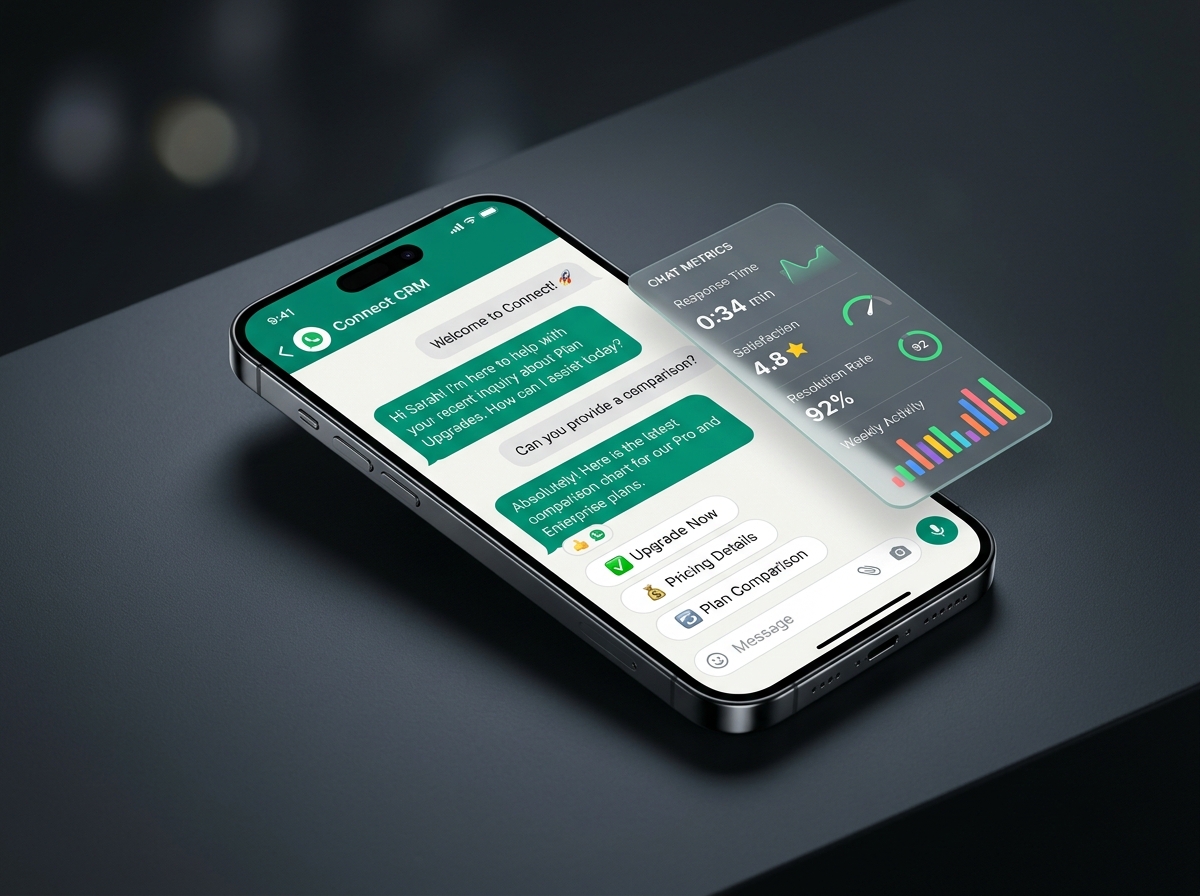 9:41
Connect CRM
Welcome to Connect! 🚀
Hi Sarah! I'm here to help with
your recent inquiry about Plan
Upgrades. How can I assist today?
Can you provide a comparison?
Absolutely! Here is the latest
comparison chart for our Pro and
Enterprise plans.
✅ Upgrade Now
💰 Pricing Details
Plan Comparison
Message
CHAT METRICS
Response Time
0:34 min
Satisfaction
4.8⭐
Resolution Rate
92%
92
Weekly Activity